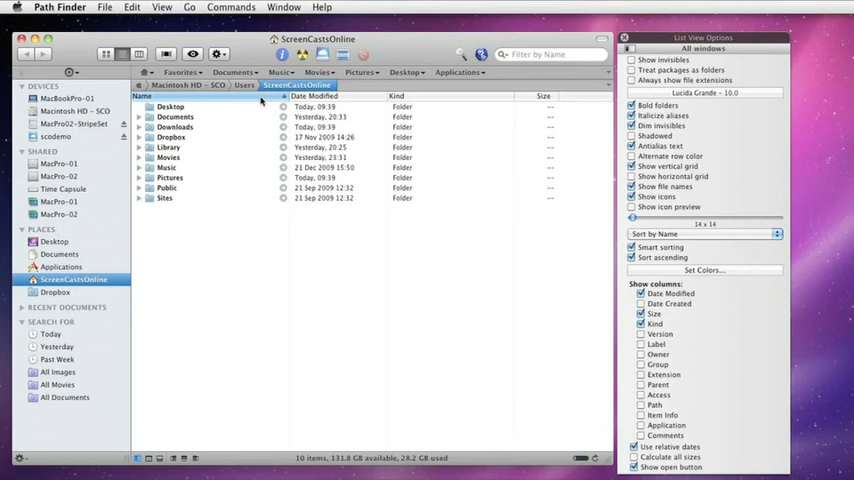 Path Finder File Edit View Go Commands Window Help
ScreenCastsOnline
Filter by Name
Favorites Documents Music Movies Pictures Desktop Applications
Macintosh HD - SCO Users ScreenCastsOnline
DEVICES
MacBookPro-01
Macintosh HD - SCO
MacPro02-StripeSet
scodemo
SHARED
MacPro-01
MacPro-02
Time Capsule
MacPro-01
MacPro-02
PLACES
Desktop
Documents
Applications
ScreenCastsOnline
Dropbox
RECENT DOCUMENTS
SEARCH FOR
Today
Yesterday
Past Week
All Images
All Movies
All Documents
Name Date Modified Kind Size
Desktop Today, 09:39 Folder --
Documents Yesterday, 20:33 Folder --
Downloads Today, 09:39 Folder --
Dropbox 17 Nov 2009 14:26 Folder --
Library Yesterday, 20:25 Folder --
Movies Yesterday, 23:31 Folder --
Music 21 Dec 2009 15:50 Folder --
Pictures Today, 09:39 Folder --
Public 21 Sep 2009 12:32 Folder --
Sites 21 Sep 2009 12:32 Folder --
10 items, 131.8 GB available, 28.2 GB used
List View Options
All windows
Show invisibles
Treat packages as folders
Always show file extensions
Lucida Grande - 10.0
Bold folders
Italicize aliases
Dim invisibles
Shadowed
Antialias text
Alternate row color
Show vertical grid
Show horizontal grid
Show file names
Show icons
Show icon preview
14 x 14
Sort by Name
Smart sorting
Sort ascending
Set Colors...
Show columns:
Date Modified
Date Created
Size
Kind
Version
Label
Owner
Group
Extension
Parent
Access
Path
Item Info
Application
Comments
Use relative dates
Calculate all sizes
Show open button